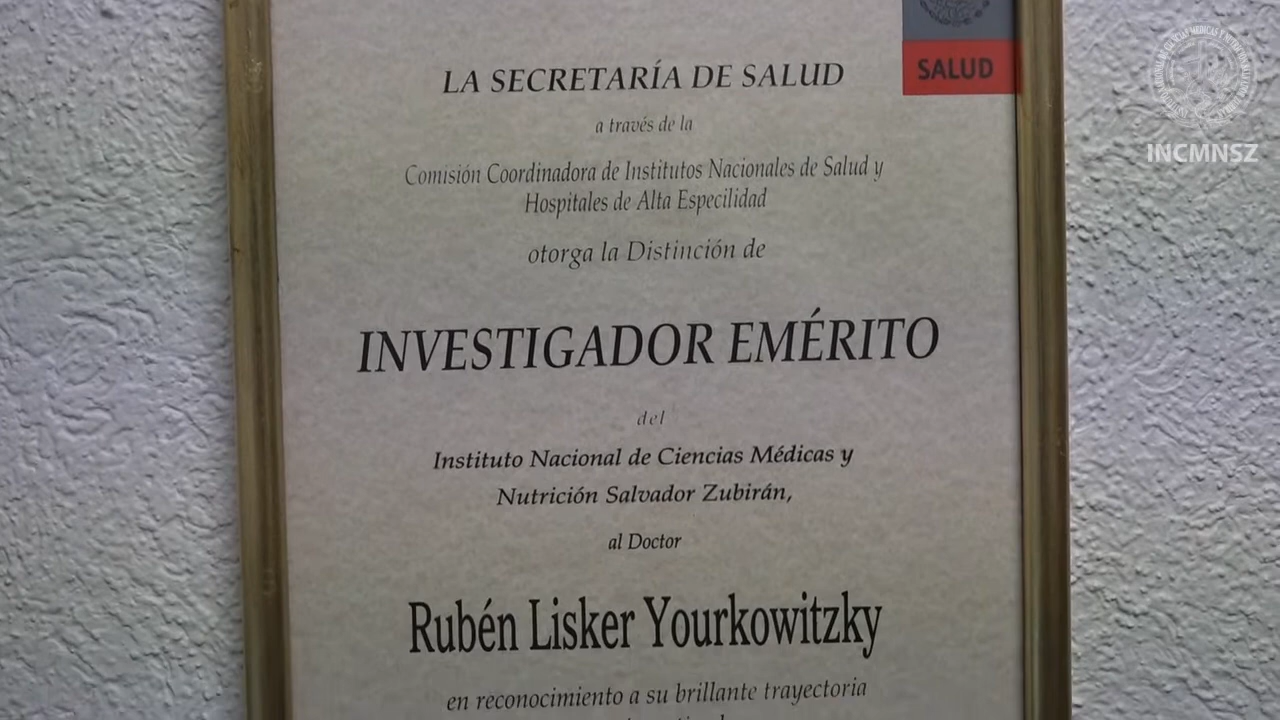 LA SECRETARÍA DE SALUD
SALUD
a través de la
Comisión Coordinadora de Institutos Nacionales de Salud y
Hospitales de Alta Especilidad
otorga la Distinción de
INVESTIGADOR EMÉRITO
del
Instituto Nacional de Ciencias Médicas y
Nutrición Salvador Zubirán,
al Doctor
Rubén Lisker Yourkowitzky
en reconocimiento a su brillante trayectoria
INCMNSZ